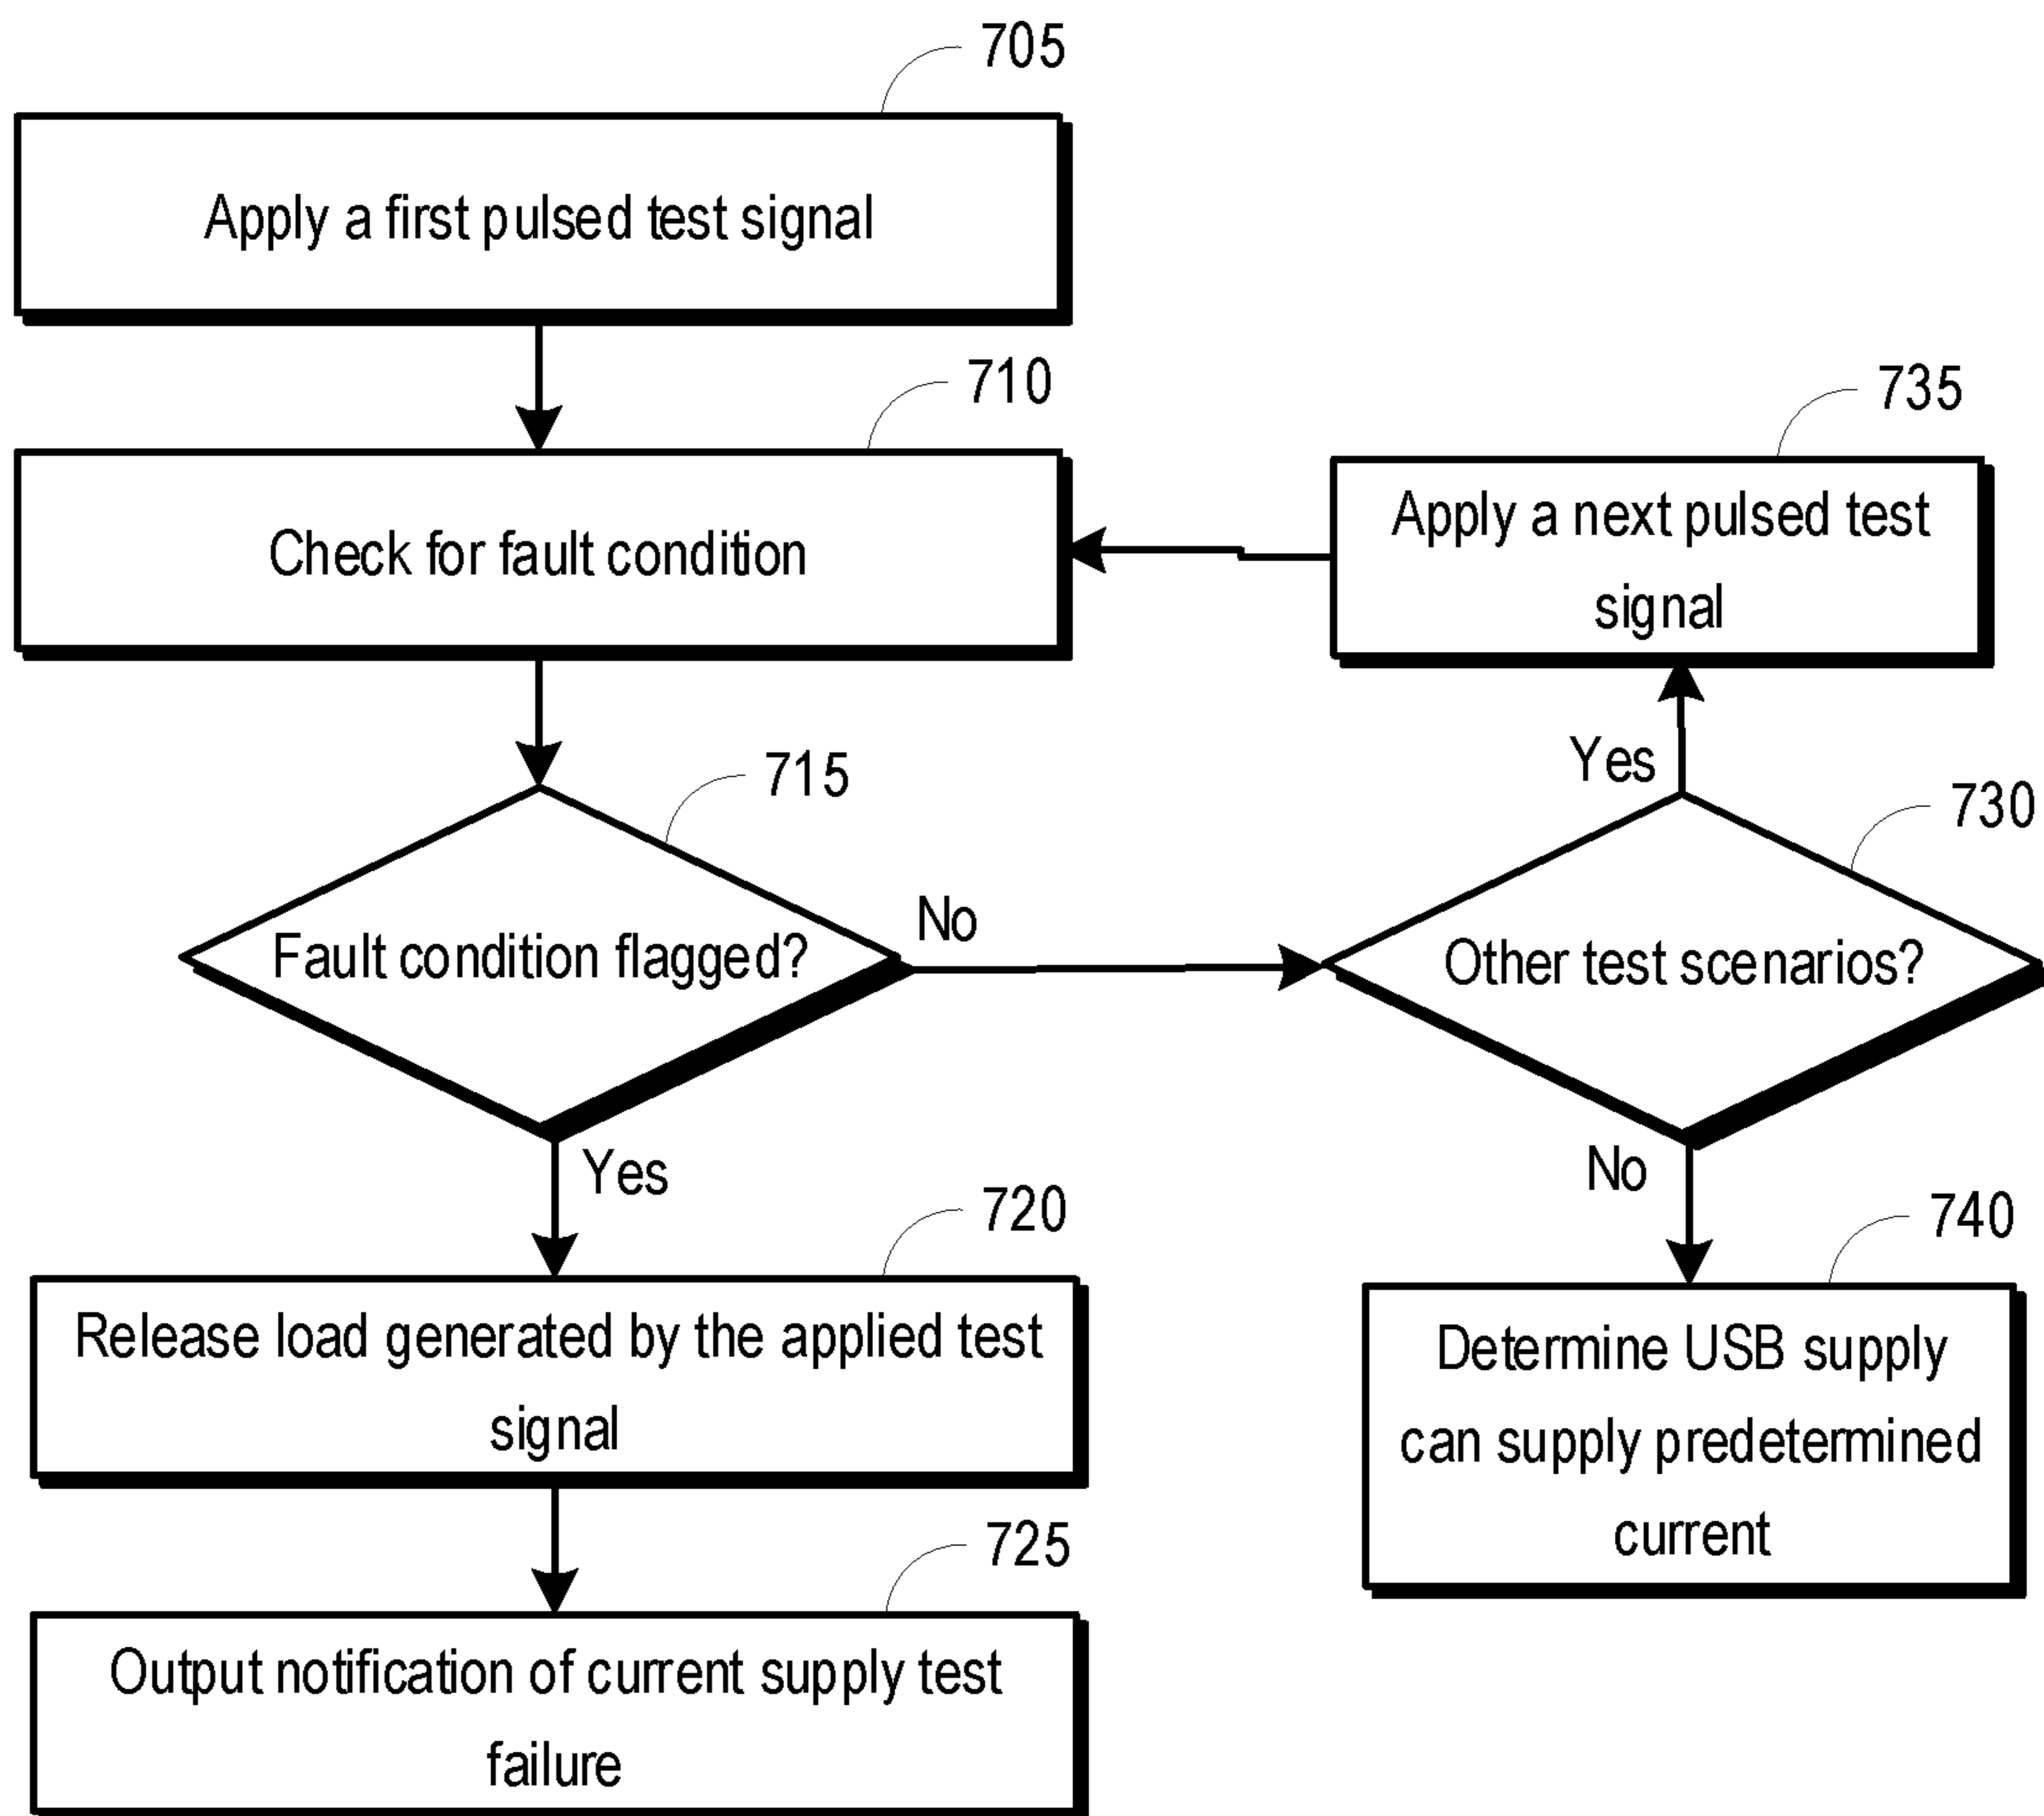 705
Apply a first pulsed test signal
710
Check for fault condition
735
Apply a next pulsed test
signal
715
Fault condition flagged?
No
Yes
730
Other test scenarios?
Yes
720
Release load generated by the applied test
signal
No
740
Determine USB supply
can supply predetermined
current
725
Output notification of current supply test
failure